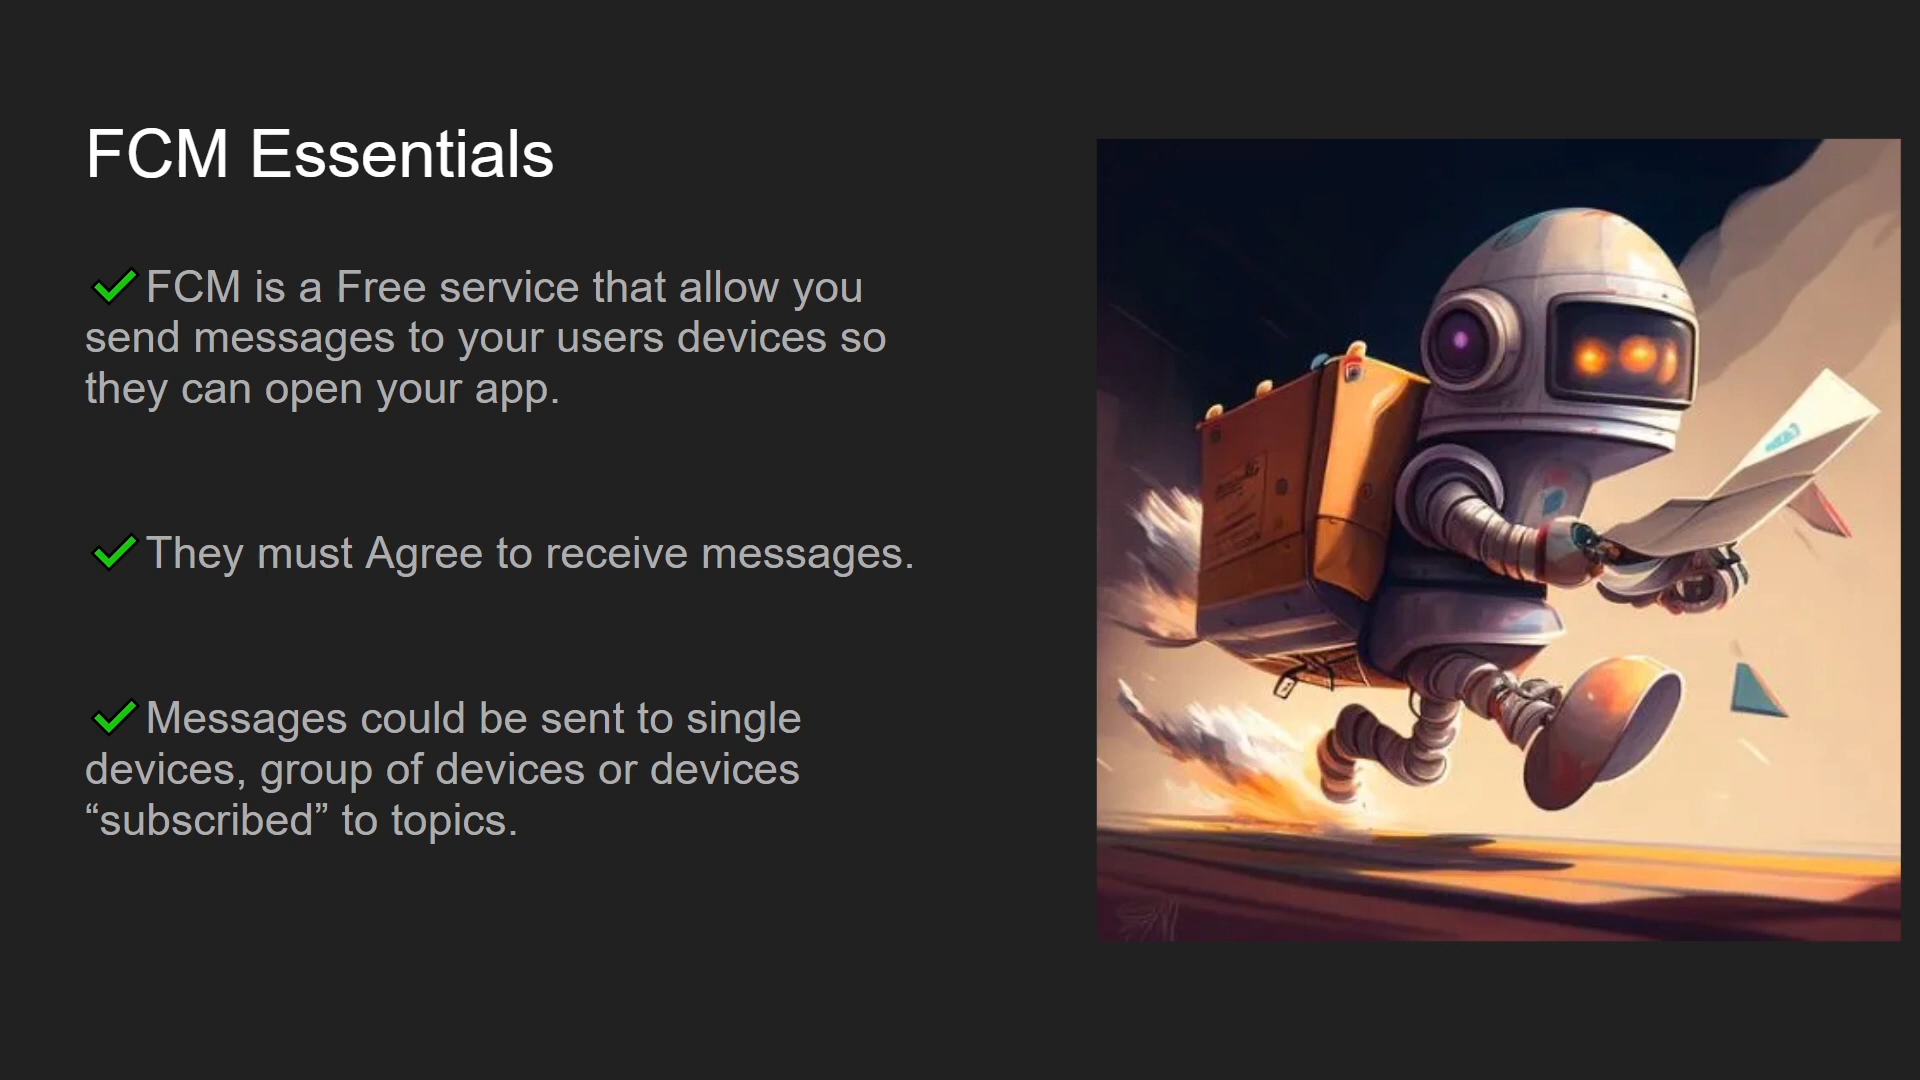 FCM Essentials
✔FCM is a Free service that allow you
send messages to your users devices so
they can open your app.
✔They must Agree to receive messages.
✔Messages could be sent to single
devices, group of devices or devices
“subscribed” to topics.